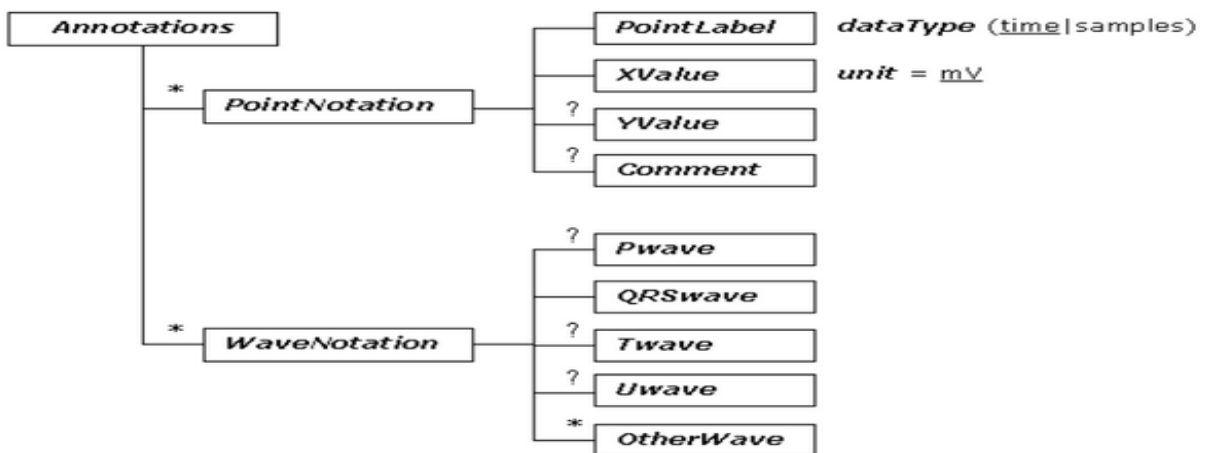 Annotations
PointLabel dataType (time|samples)
XValue unit = mV
* PointNotation
? YValue
? Comment
? Pwave
QRSwave
* WaveNotation
? Twave
? Uwave
* OtherWave